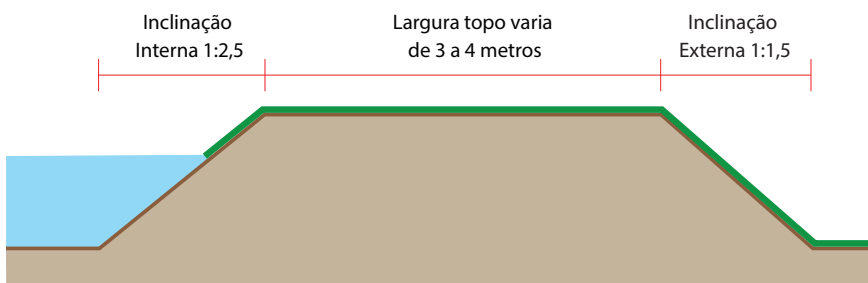 Inclinação
Interna 1:2,5
Largura topo varia
de 3 a 4 metros
Inclinação
Externa 1:1,5